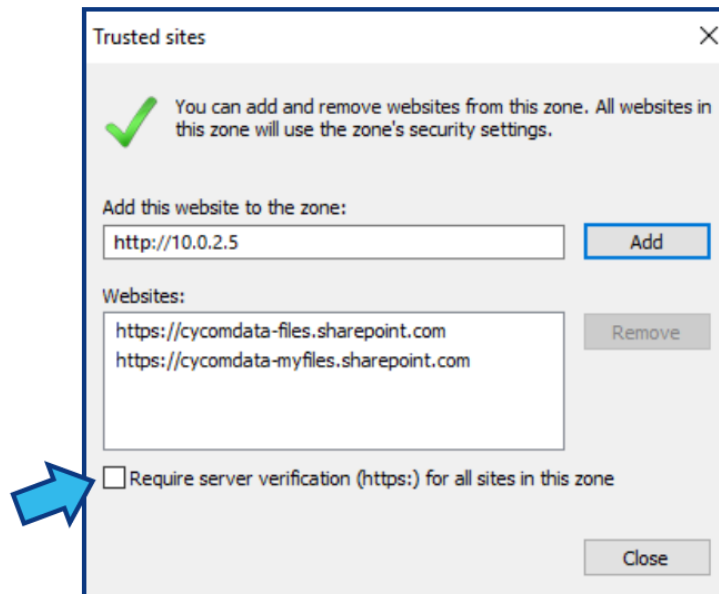 Trusted sites
You can add and remove websites from this zone. All websites in
this zone will use the zone's security settings.
Add this website to the zone:
http://10.0.2.5
Add
Websites:
https://cycomdata-files.sharepoint.com
https://cycomdata-myfiles.sharepoint.com
Remove
Require server verification (https:) for all sites in this zone
Close